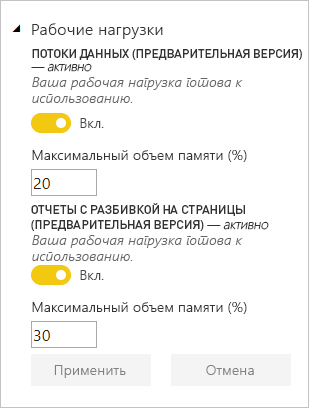 Рабочие нагрузки
ПОТОКИ ДАННЫХ (ПРЕДВАРИТЕЛЬНАЯ ВЕРСИЯ)
— активно
Ваша рабочая нагрузка готова к
использованию.
Вкл.
Максимальный объем памяти (%)
20
ОТЧЕТЫ С РАЗБИВКОЙ НА СТРАНИЦЫ
(ПРЕДВАРИТЕЛЬНАЯ ВЕРСИЯ) — активно
Ваша рабочая нагрузка готова к
использованию.
Вкл.
Максимальный объем памяти (%)
30
Применить Отмена